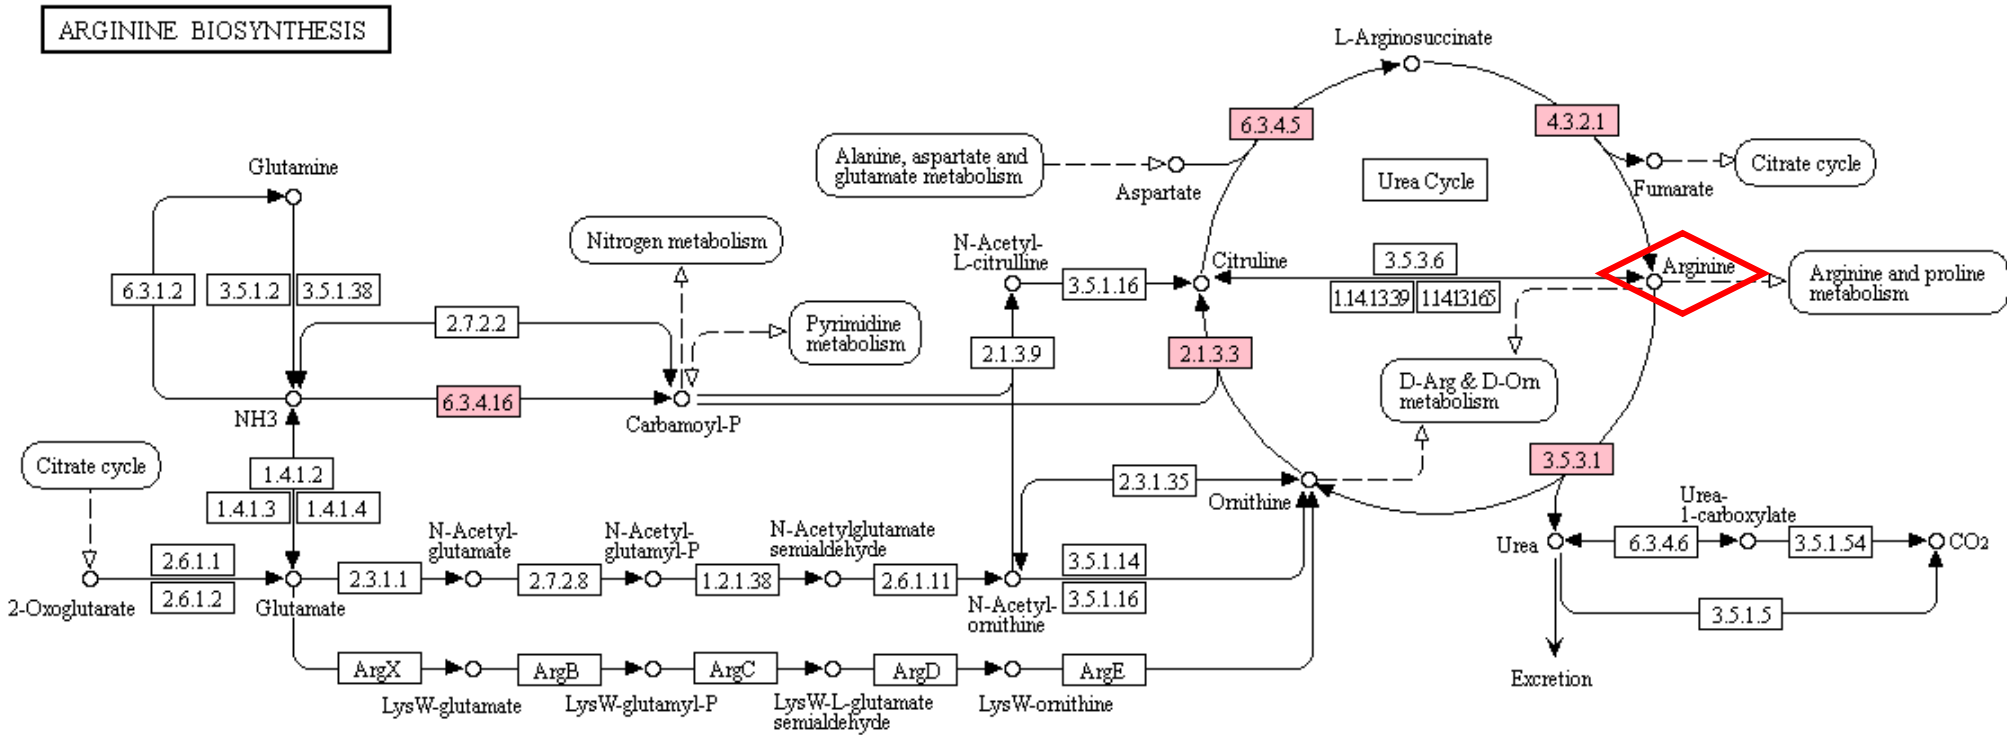 ARGININE BIOSYNTHESIS
L-Arginosuccinate
6.3.4.5
4.3.2.1
Alanine, aspartate and
glutamate metabolism
Aspartate
Urea Cycle
Fumarate
Citrate cycle
Glutamine
Nitrogen metabolism
N-Acetyl-
L-citrulline
Citruline
3.5.3.6
Arginine
Arginine and proline
metabolism
6.3.1.2
3.5.1.2
3.5.1.38
3.5.1.16
1.14.13.39
1.14.13.165
2.7.2.2
Pyrimidine
metabolism
2.1.3.9
2.1.3.3
D-Arg & D-Orn
metabolism
6.3.4.16
NH3
Carbamoyl-P
Citrate cycle
1.4.1.2
1.4.1.3
1.4.1.4
2.3.1.35
Ornithine
3.5.3.1
Urea-
1-carboxylate
N-Acetyl-
glutamate
N-Acetyl-
glutamyl-P
N-Acetylglutamate
semialdehyde
Urea
6.3.4.6
3.5.1.54
CO2
2.6.1.1
2.6.1.2
2-Oxoglutarate
Glutamate
2.3.1.1
2.7.2.8
1.2.1.38
2.6.1.11
N-Acetyl-
ornithine
3.5.1.14
3.5.1.16
3.5.1.5
ArgX
ArgB
ArgC
ArgD
ArgE
LysW-glutamate
LysW-glutamyl-P
LysW-L-glutamate
semialdehyde
LysW-ornithine
Excretion